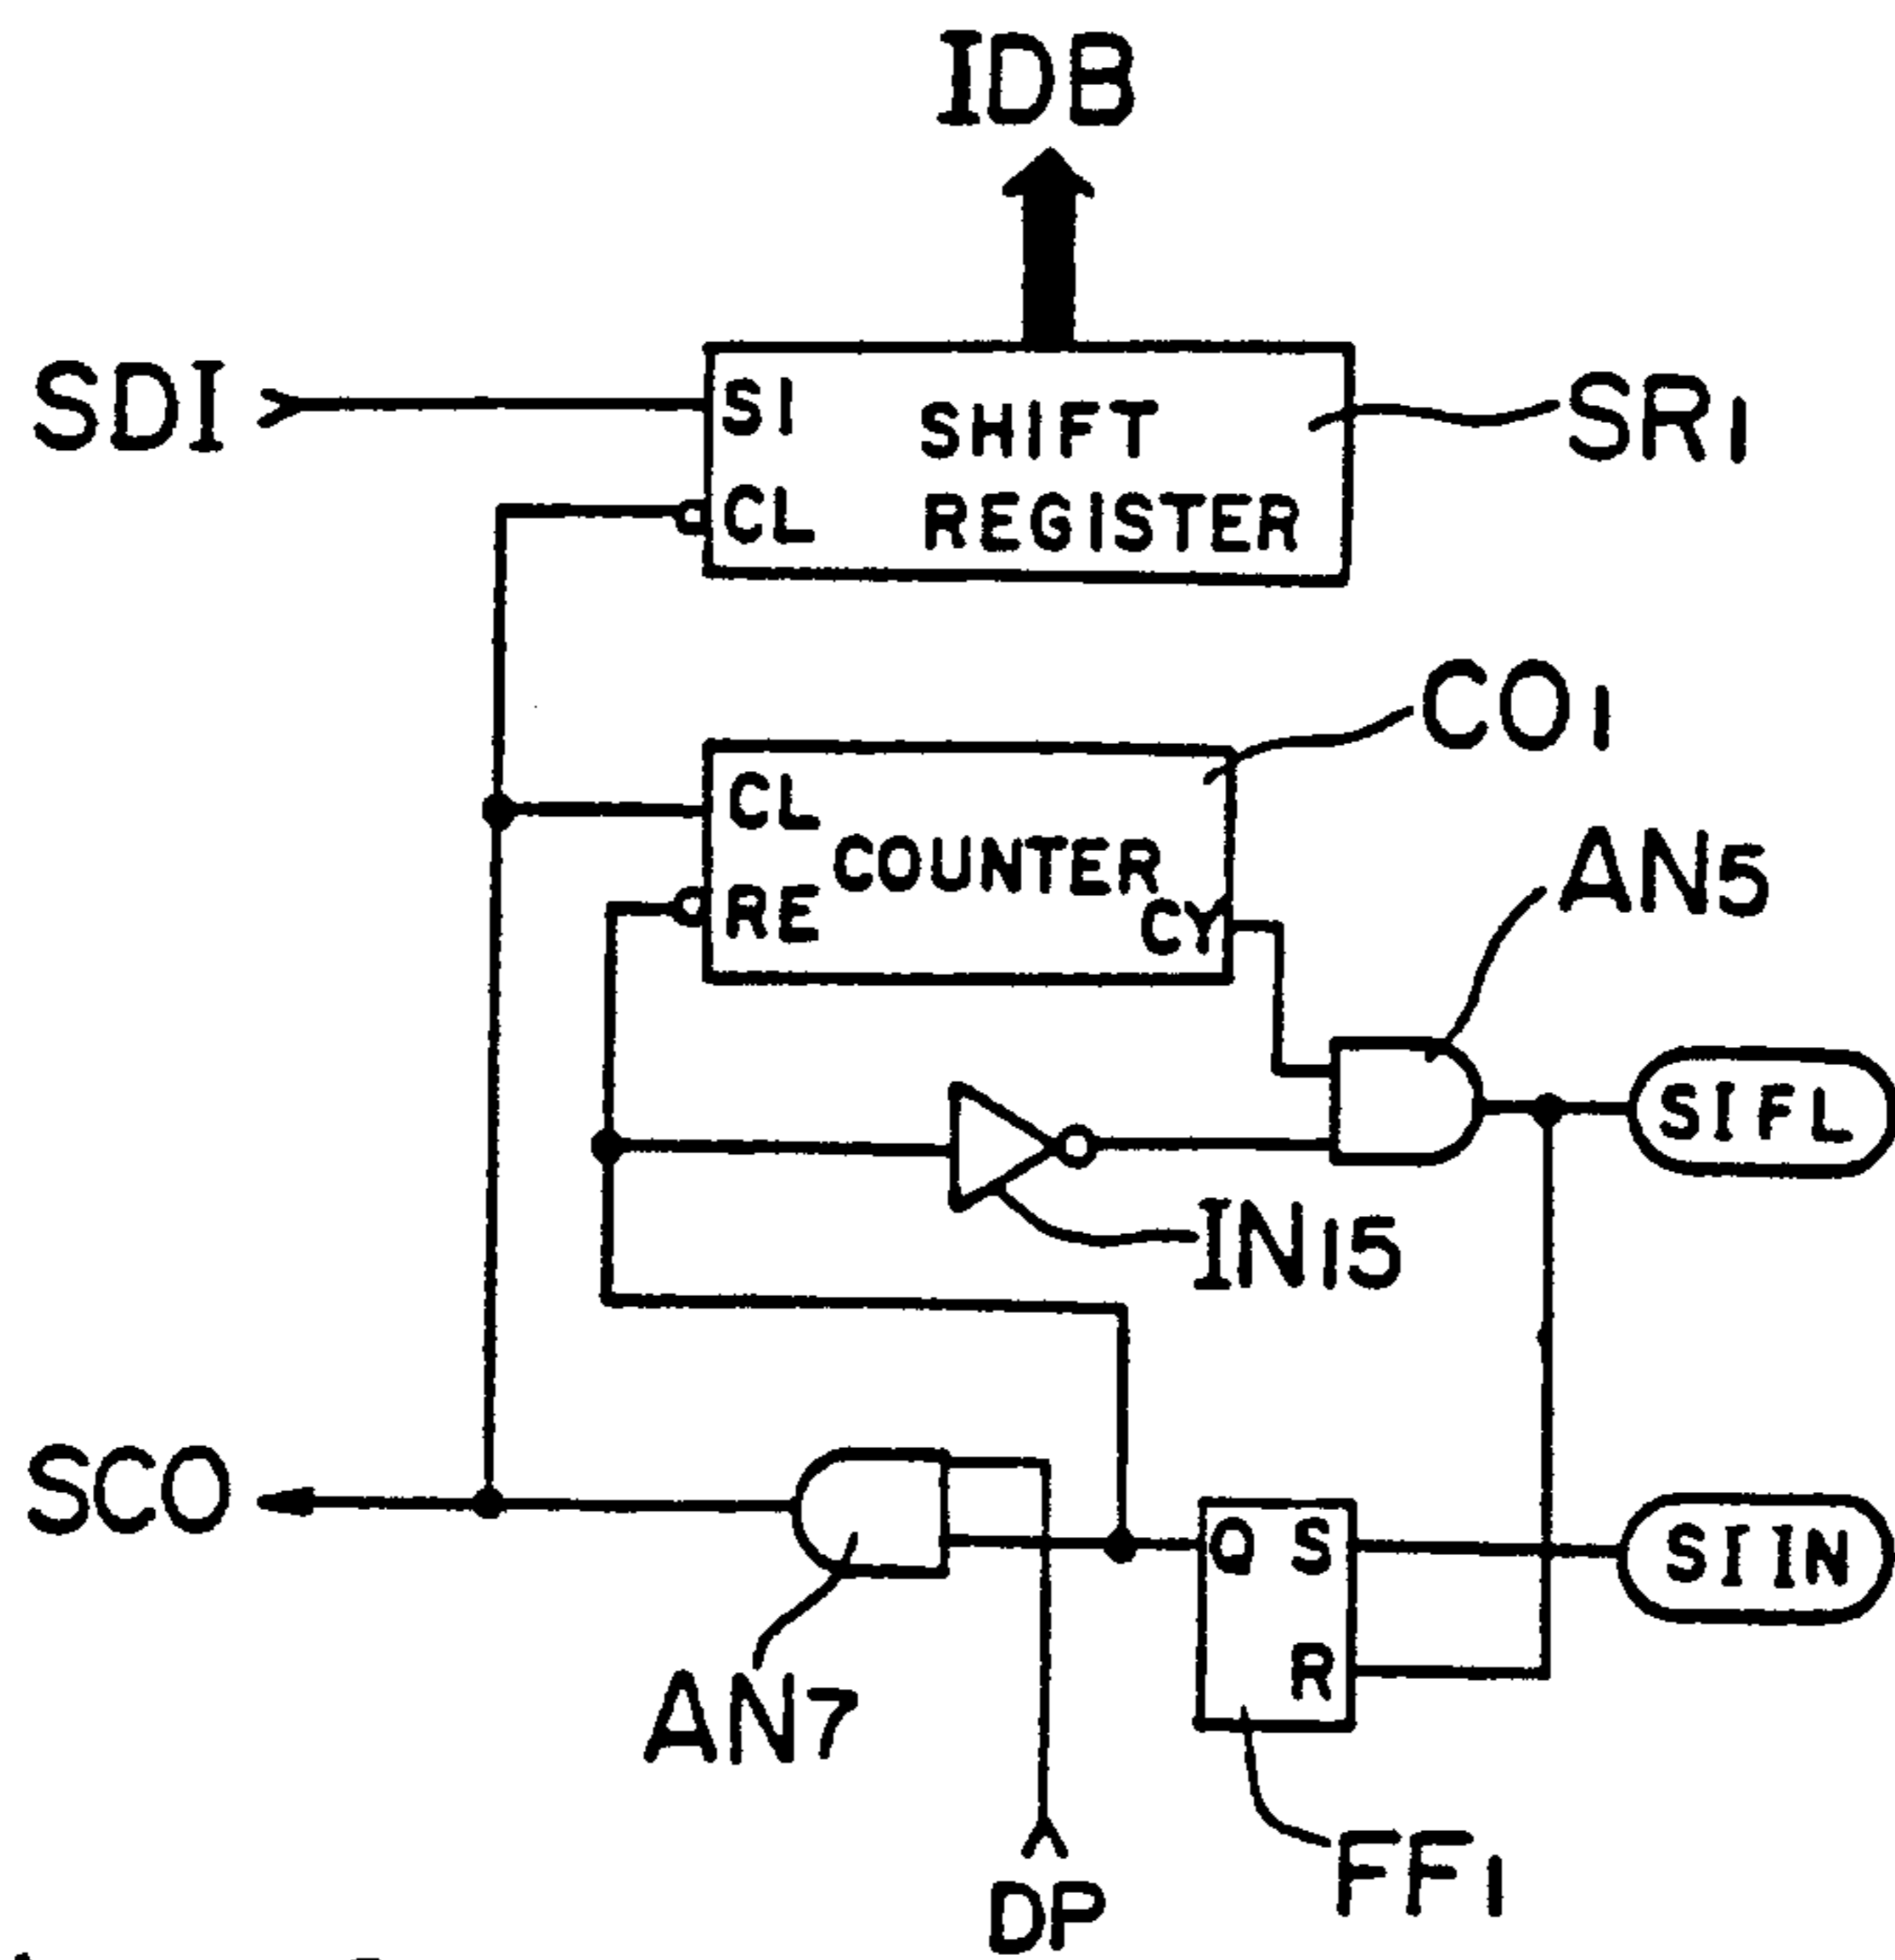 IDB
SDI
SI
SHIFT
REGISTER
CL
SR1
CO1
CL
COUNTER
RE
CY
AN5
SIFL
IN15
SCO
Q S
R
SIIN
AN7
FF1
DP